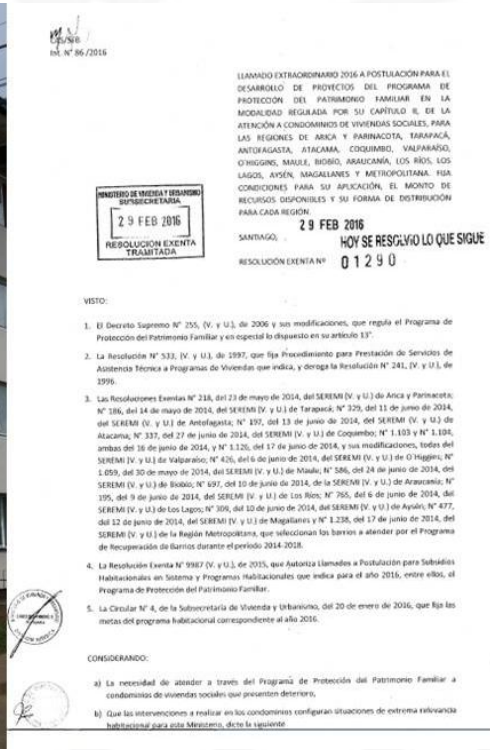 Int. N° 86/2016
LLAMADO EXTRAORDINARIO 2016 A POSTULACIÓN PARA EL
DESARROLLO DE PROYECTOS DEL PROGRAMA DE
PROTECCIÓN DEL PATRIMONIO FAMILIAR EN LA
MODALIDAD REGULADA POR SU CAPÍTULO II, DE LA
ATENCIÓN A CONDOMINIOS DE VIVIENDAS SOCIALES, PARA
LAS REGIONES DE ARICA Y PARINACOTA, TARAPACÁ,
ANTOFAGASTA, ATACAMA, COQUIMBO, VALPARAÍSO,
O'HIGGINS, MAULE, BIOBÍO, ARAUCANÍA, LOS RÍOS, LOS
LAGOS, AYSÉN, MAGALLANES Y METROPOLITANA. FIJA
CONDICIONES PARA SU APLICACIÓN, EL MONTO DE
RECURSOS DISPONIBLES Y SU FORMA DE DISTRIBUCIÓN
PARA CADA REGIÓN.
MINISTERIO DE VIVIENDA Y URBANISMO
SUBSECRETARIA
29 FEB 2016
RESOLUCIÓN EXENTA
TRAMITADA
29 FEB 2016
SANTIAGO,
HOY SE RESOLVIO LO QUE SIGUE
RESOLUCIÓN EXENTA N° 01290
VISTO:
1. El Decreto Supremo N° 255, (V. y U.), de 2006 y sus modificaciones, que regula el Programa de
Protección del Patrimonio Familiar y en especial lo dispuesto en su artículo 13°.
2. La Resolución N° 533, (V. y U.), de 1997, que fija Procedimiento para Prestación de Servicios de
Asistencia Técnica a Programas de Viviendas que indica, y deroga la Resolución N° 241, (V. y U.), de
1996.
3. Las Resoluciones Exentas N° 218, del 23 de mayo de 2014, del SEREMI (V. y U.) de Arica y Parinacota;
N° 186, del 14 de mayo de 2014, del SEREMI (V. y U.) de Tarapacá; N° 329, del 11 de junio de 2014,
del SEREMI (V. y U.) de Antofagasta; N° 197, del 13 de junio de 2014, del SEREMI (V. y U.) de
Atacama; N° 337, del 27 de junio de 2014, del SEREMI (V. y U.) de Coquimbo; N° 1.103 y N° 1.104,
ambas del 16 de junio de 2014, y N° 1.126, del 17 de junio de 2014, y sus modificaciones, todas del
SEREMI (V. y U.) de Valparaíso; N° 426, del 6 de junio de 2014, del SEREMI (V. y U.) de O'Higgins; N°
1.059, del 30 de mayo de 2014, del SEREMI (V. y U.) de Maule; N° 586, del 24 de junio de 2014, del
SEREMI (V. y U.) de Biobío; N° 697, del 10 de junio de 2014, de la SEREMI (V. y U.) de Araucanía; N°
195, del 9 de junio de 2014, del SEREMI (V. y U.) de Los Ríos; N° 765, del 6 de junio de 2014, del
SEREMI (V. y U.) de Los Lagos; N° 309, del 10 de junio de 2014, del SEREMI (V. y U.) de Aysén; N° 477,
del 12 de junio de 2014, del SEREMI (V. y U.) de Magallanes y N° 1.238, del 17 de junio de 2014, del
SEREMI (V. y U.) de la Región Metropolitana, que seleccionan los barrios a atender por el Programa
de Recuperación de Barrios durante el período 2014-2018.
4. La Resolución Exenta N° 9987 (V. y U.), de 2015, que Autoriza Llamados a Postulación para Subsidios
Habitacionales en Sistema y Programas Habitacionales que indica para el año 2016, entre ellos, el
Programa de Protección del Patrimonio Familiar.
5. La Circular N° 4, de la Subsecretaría de Vivienda y Urbanismo, del 20 de enero de 2016, que fija las
metas del programa habitacional correspondiente al año 2016.
CONSIDERANDO:
a) La necesidad de atender a través del Programa de Protección del Patrimonio Familiar a
condominios de viviendas sociales que presenten deterioro,
b) Que las intervenciones a realizar en los condominios configuran situaciones de extrema relevancia
habitacional para este Ministerio, dicto la siguiente